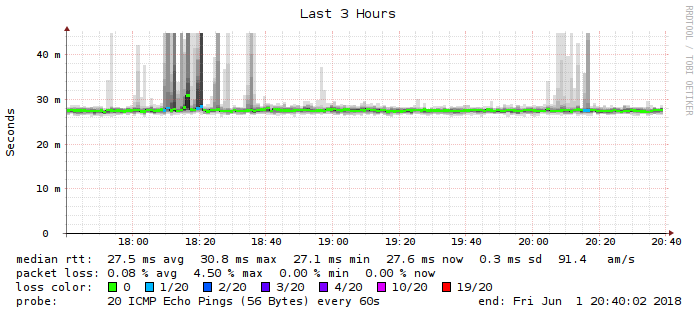 Last 3 Hours
RRDTOOL / TOBI OETIKER
Seconds
40 m
30 m
20 m
10 m
0
18:00 18:20 18:40 19:00 19:20 19:40 20:00 20:20 20:40
median rtt: 27.5 ms avg 30.8 ms max 27.1 ms min 27.6 ms now 0.3 ms sd 91.4 am/s
packet loss: 0.08 % avg 4.50 % max 0.00 % min 0.00 % now
loss color: 0 1/20 2/20 3/20 4/20 10/20 19/20
probe: 20 ICMP Echo Pings (56 Bytes) every 60s end: Fri Jun 1 20:40:02 2018